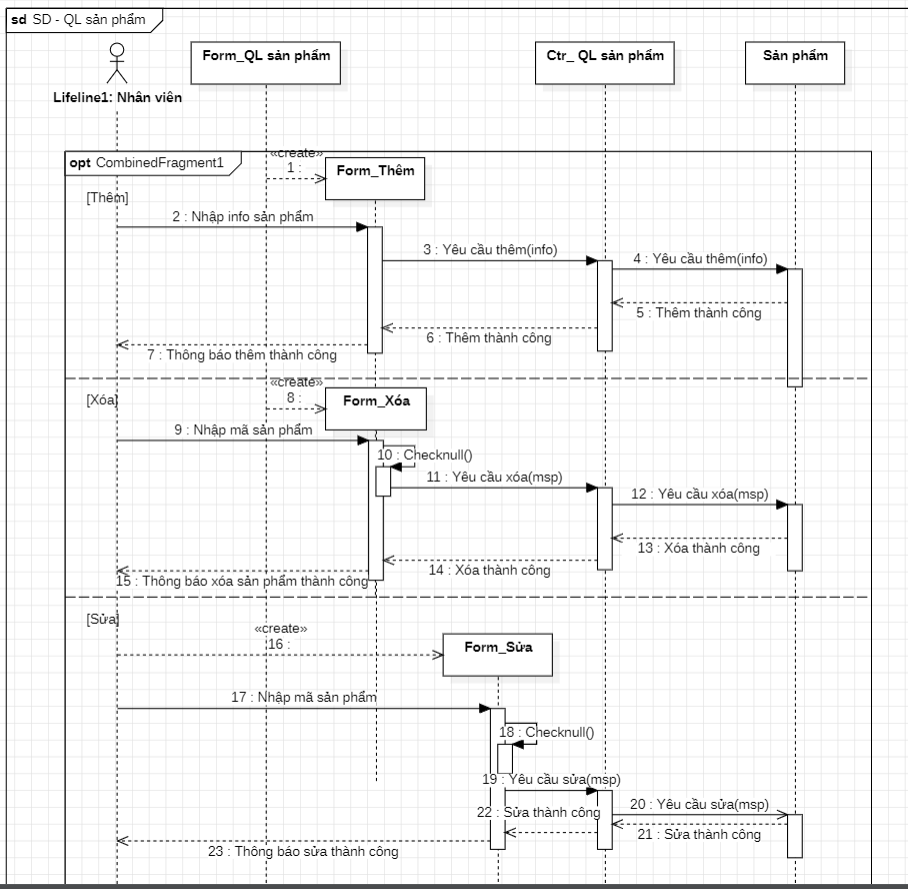 sd SD - QL sản phẩm
Form_QL sản phẩm
Ctr_ QL sản phẩm
Sản phẩm
Lifeline1: Nhân viên
opt CombinedFragment1
«create»
1 :
Form_Thêm
[Thêm]
2 : Nhập info sản phẩm
3 : Yêu cầu thêm(info)
4 : Yêu cầu thêm(info)
5 : Thêm thành công
6 : Thêm thành công
7 : Thông báo thêm thành công
«create»
8 :
Form_Xóa
[Xóa]
9 : Nhập mã sản phẩm
10 : Checknull()
11 : Yêu cầu xóa(msp)
12 : Yêu cầu xóa(msp)
13 : Xóa thành công
14 : Xóa thành công
15 : Thông báo xóa sản phẩm thành công
[Sửa]
«create»
16 :
Form_Sửa
17 : Nhập mã sản phẩm
18 : Checknull()
19 : Yêu cầu sửa(msp)
20 : Yêu cầu sửa(msp)
21 : Sửa thành công
22 : Sửa thành công
23 : Thông báo sửa thành công